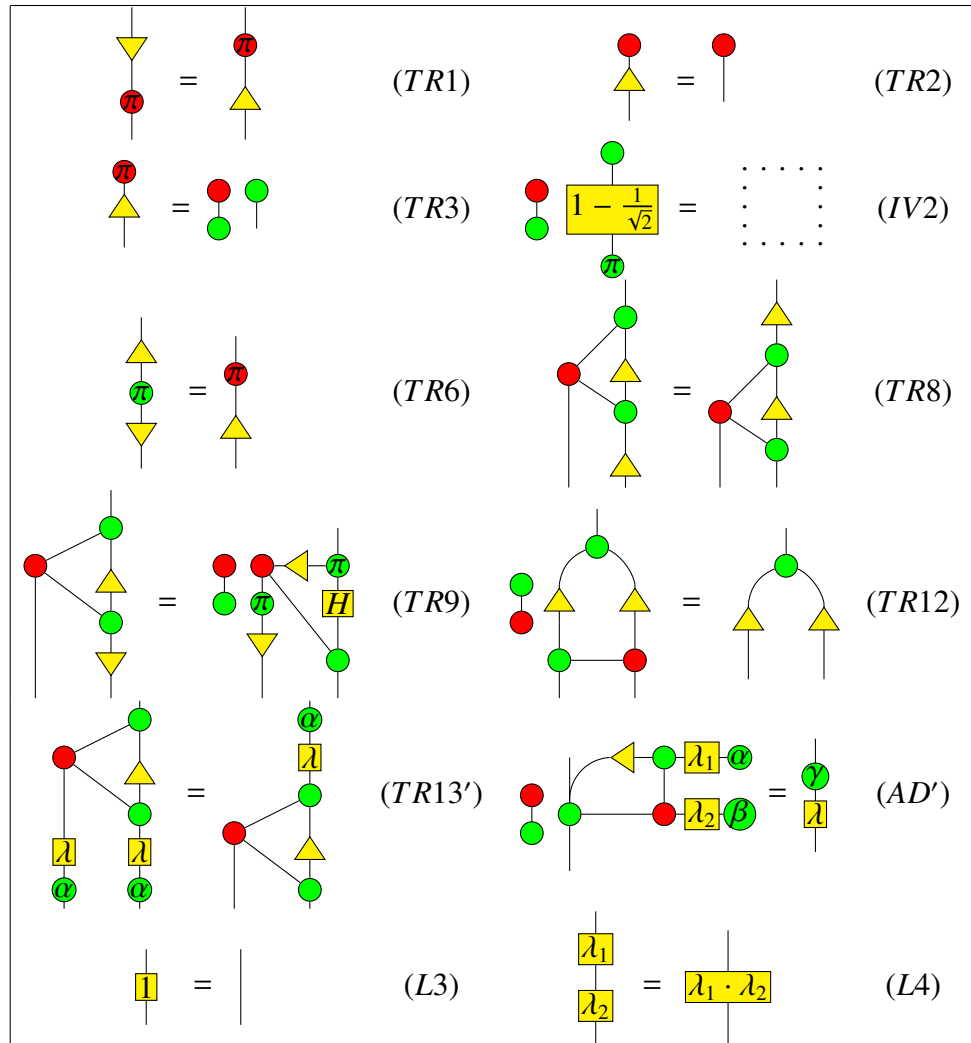 π = π (TR1) = (TR2)
π = (TR3) 1 − 1/√2 π = (IV2)
π = π (TR6) = (TR8)
= π π H (TR9) = (TR12)
λ λ α α = α λ (TR13′) λ₁ α λ₂ β = γ λ (AD′)
1 = (L3) λ₁ λ₂ = λ₁ · λ₂ (L4)